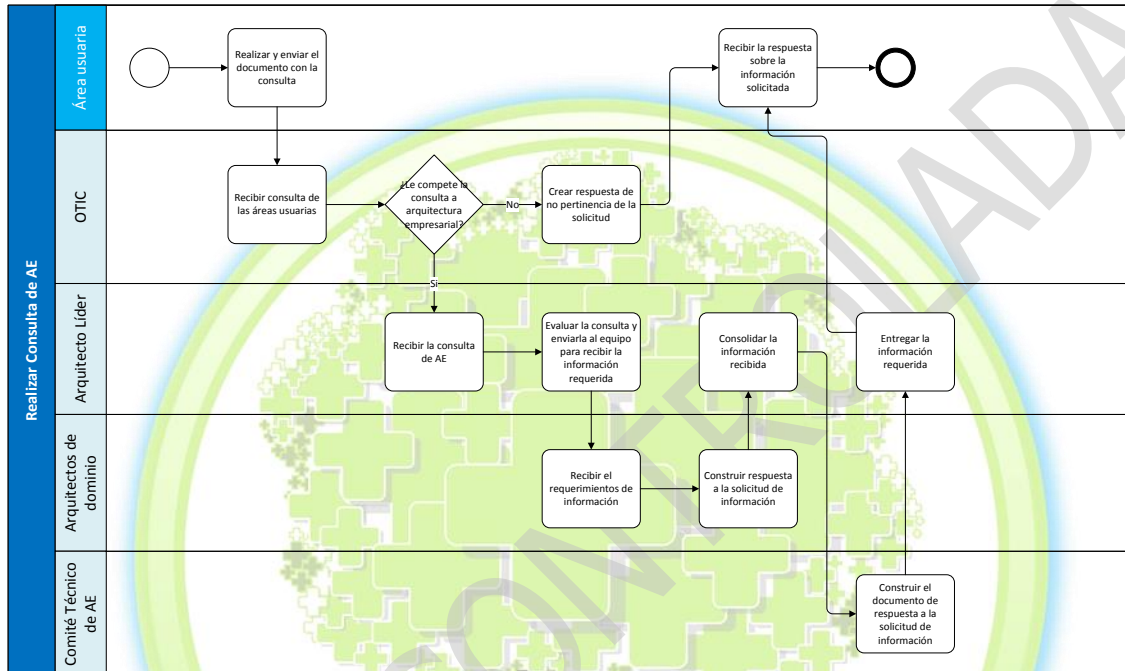 Realizar Consulta de AE
Área usuaria
Realizar y enviar el
documento con la
consulta
Recibir la respuesta
sobre la
información
solicitada
OTIC
Recibir consulta de
las áreas usuarias
¿Le compete la
consulta a
arquitectura
empresarial?
No
Crear respuesta de
no pertinencia de la
solicitud
Si
Arquitecto Líder
Recibir la consulta
de AE
Evaluar la consulta y
enviarla al equipo
para recibir la
información
requerida
Consolidar la
información
recibida
Entregar la
información
requerida
Arquitectos de
dominio
Recibir el
requerimientos de
información
Construir respuesta
a la solicitud de
información
Comité Técnico
de AE
Construir el
documento de
respuesta a la
solicitud de
información
CONTROLADA